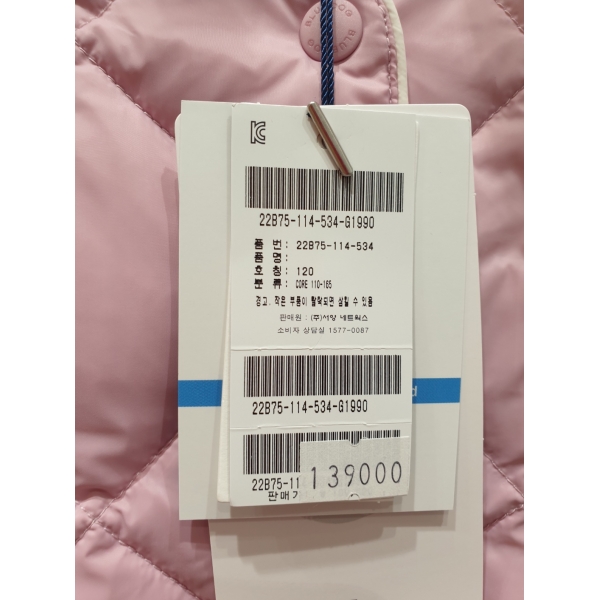 BLUEDOG
22B75-114-534-G1990
품 번: 22B75-114-534
품 명:
호 칭: 120
분 류: CORE 110-165
경고. 작은 부품이 탈락되면 삼킬 수 있음
판매원 : (주)서양 네트웍스
소비자 상담실 1577-0087
22B75-114-534-G1990
139000
22B75-11
판매가